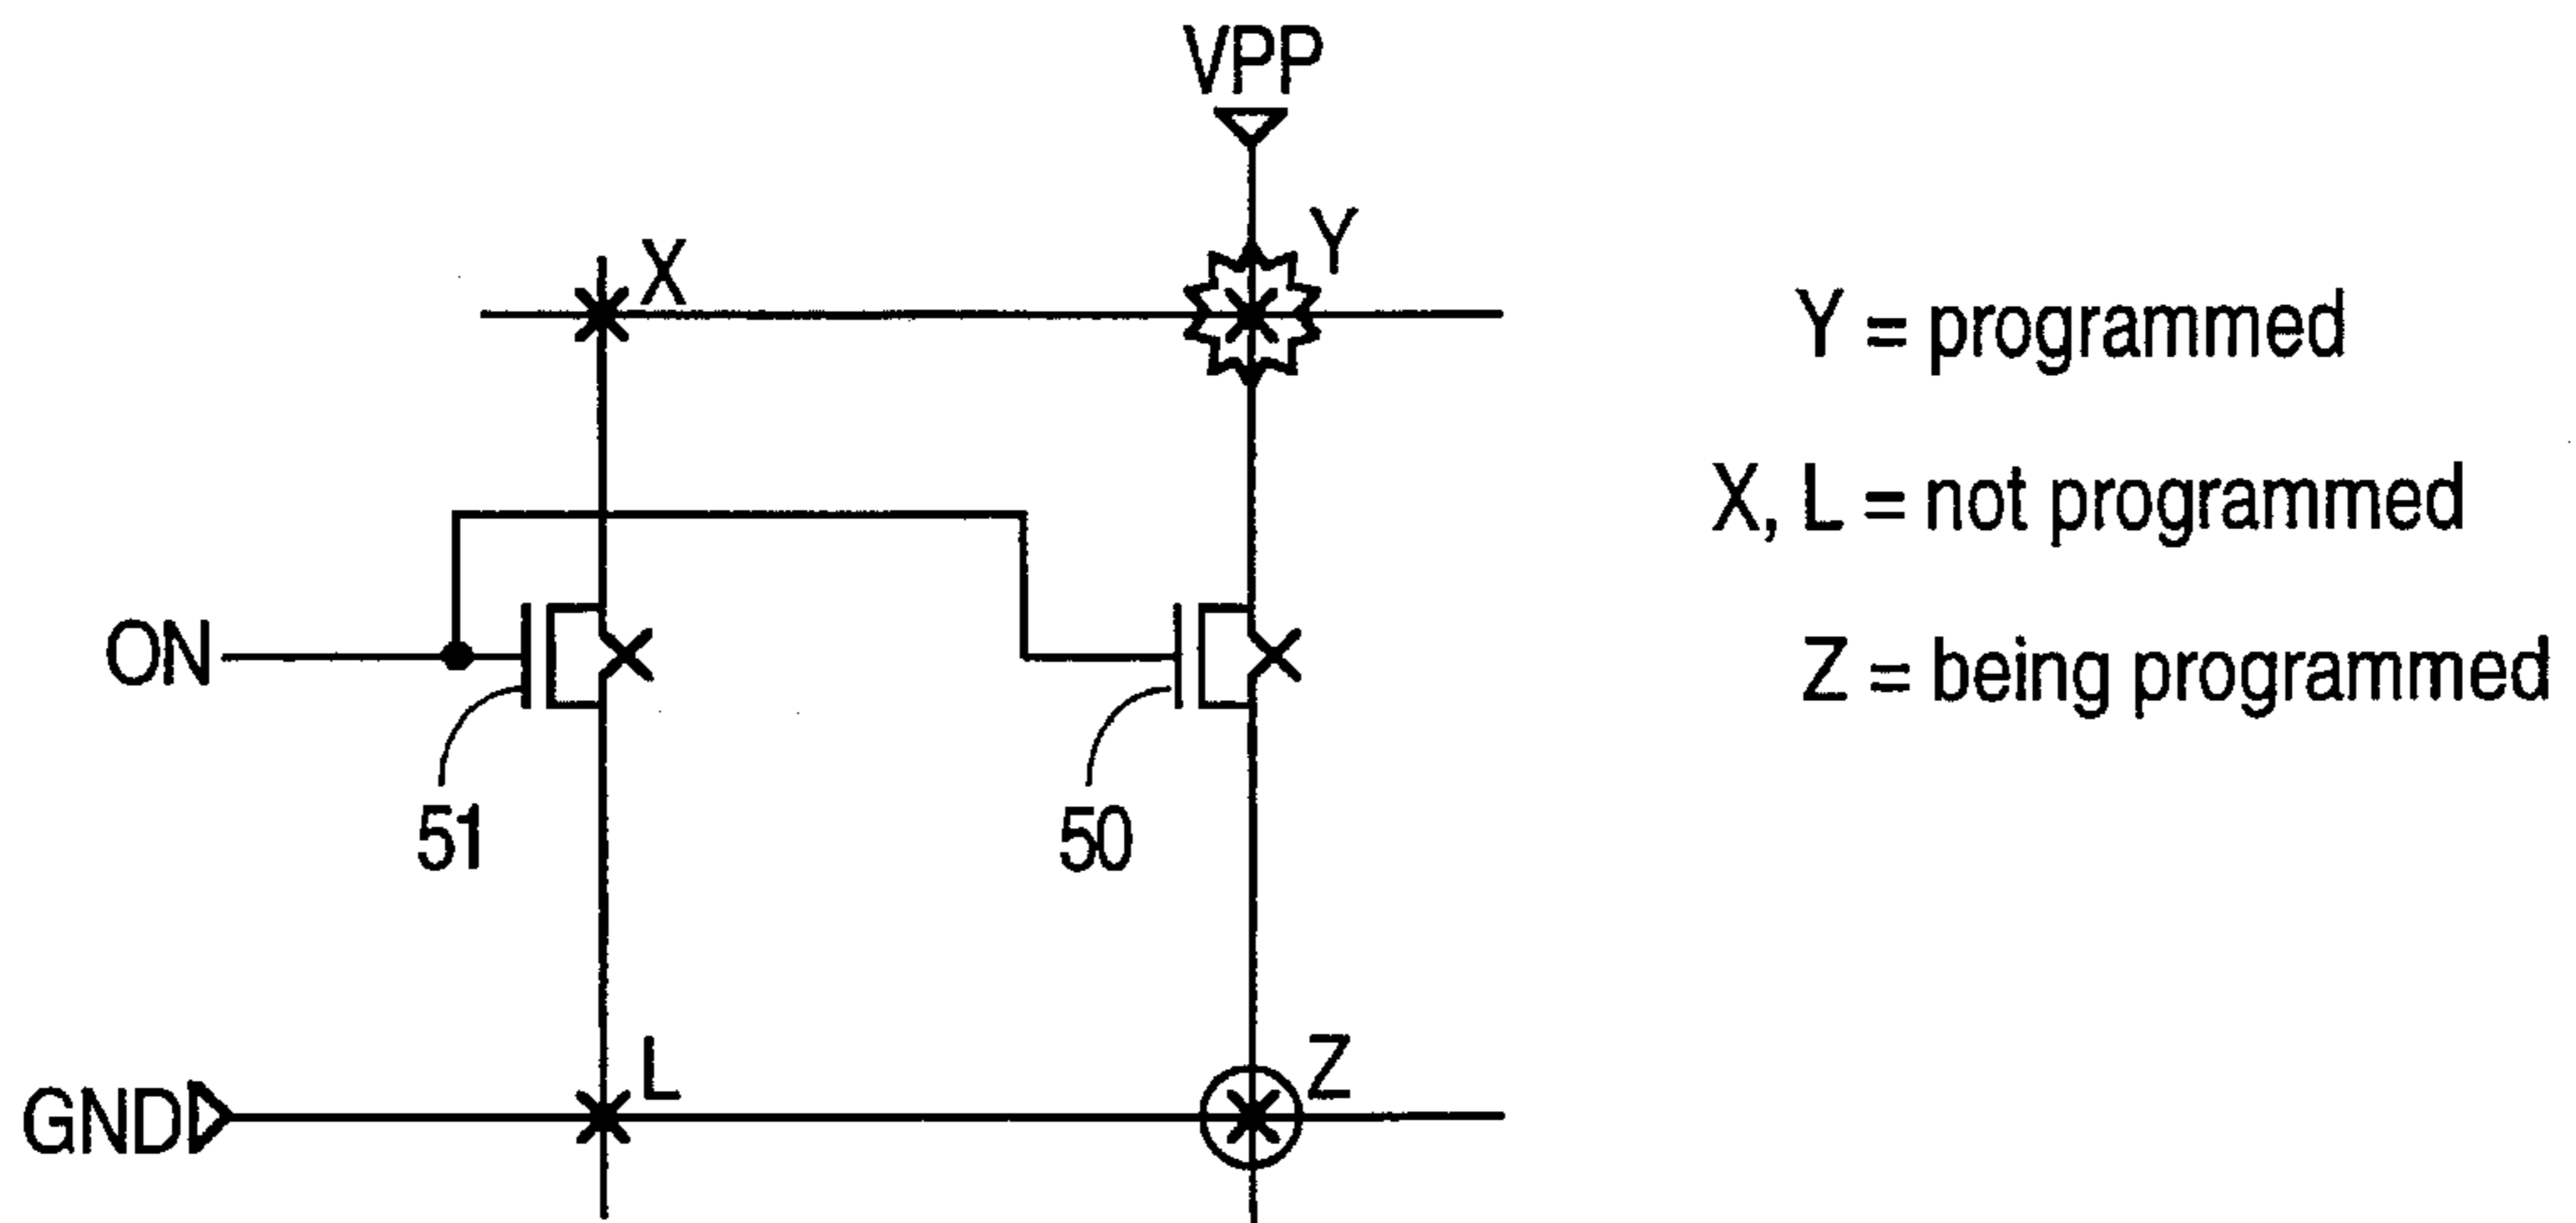 VPP
X
Y
Y = programmed
X, L = not programmed
ON
Z = being programmed
51
50
L
Z
GND